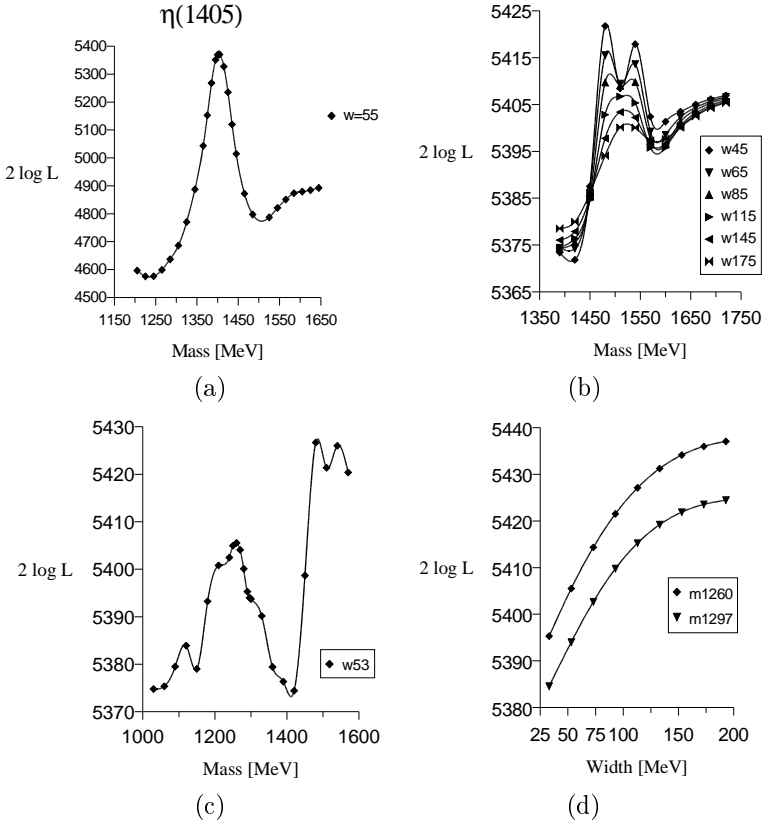 η(1405)
5400
5300
5200
5100
5000
4900
4800
4700
4600
4500
2 log L
w=55
1150 1250 1350 1450 1550 1650
Mass [MeV]
(a)
5425
5415
5405
5395
5385
5375
5365
2 log L
w45
w65
w85
w115
w145
w175
1350 1450 1550 1650 1750
Mass [MeV]
(b)
5430
5420
5410
5400
5390
5380
5370
2 log L
w53
1000 1200 1400 1600
Mass [MeV]
(c)
5440
5430
5420
5410
5400
5390
5380
2 log L
m1260
m1297
25 50 75 100 150 200
Width [MeV]
(d)